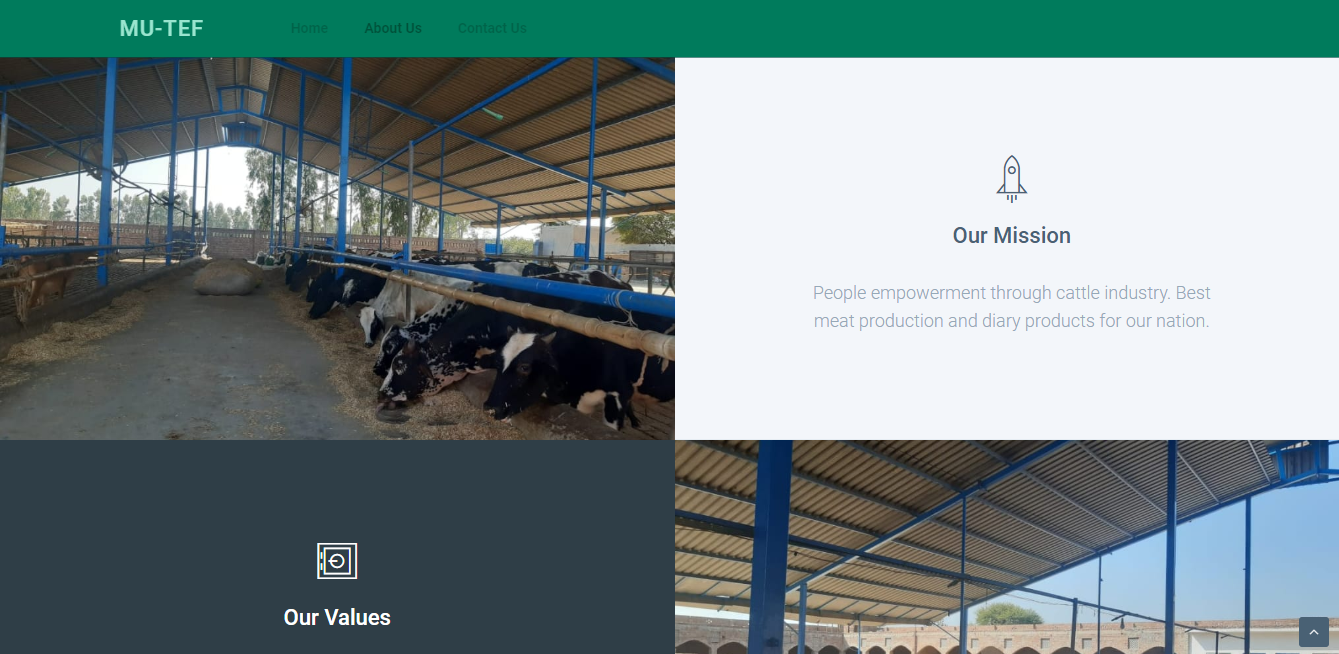 MU-TEF
Home
About Us
Contact Us
Our Mission
People empowerment through cattle industry. Best
meat production and diary products for our nation.
Our Values